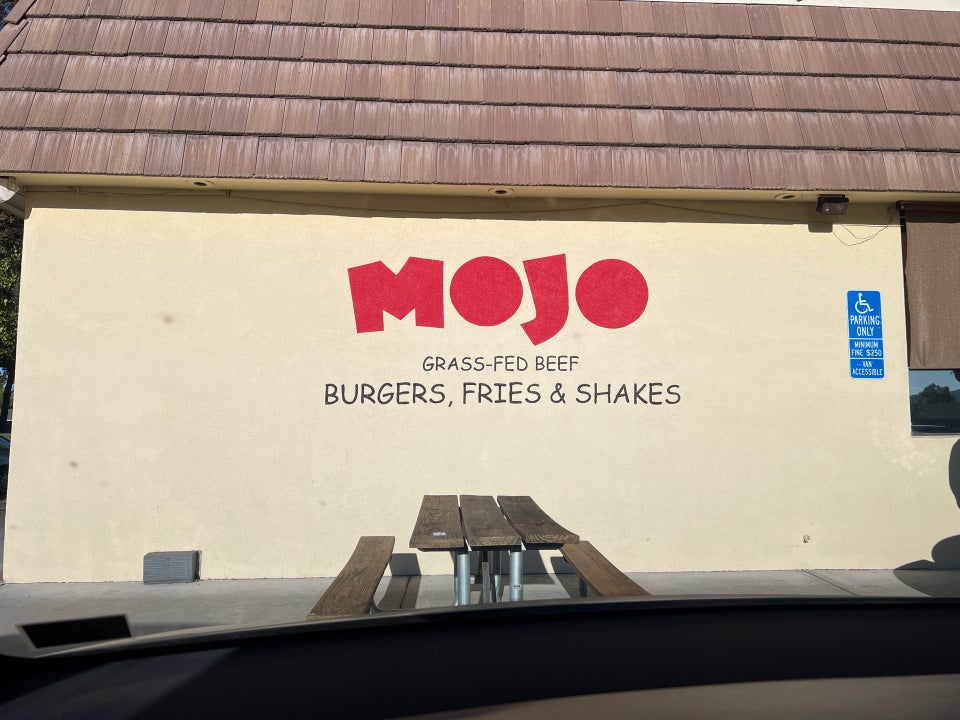 MOJO
GRASS-FED BEEF
BURGERS, FRIES & SHAKES
PARKING
ONLY
MINIMUM
FINE $250
VAN
ACCESSIBLE